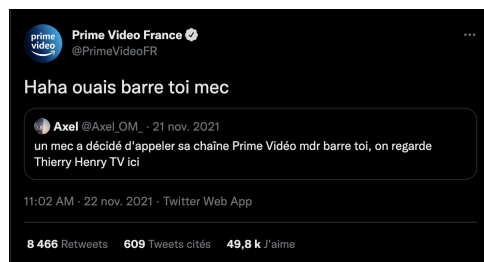 prime
video
Prime Video France
@PrimeVideoFR
Haha ouais barre toi mec
Axel @Axel_OM_ · 21 nov. 2021
un mec a décidé d'appeler sa chaîne Prime Vidéo mdr barre toi, on regarde
Thierry Henry TV ici
11:02 AM · 22 nov. 2021 · Twitter Web App
8 466 Retweets 609 Tweets cités 49,8 k J'aime